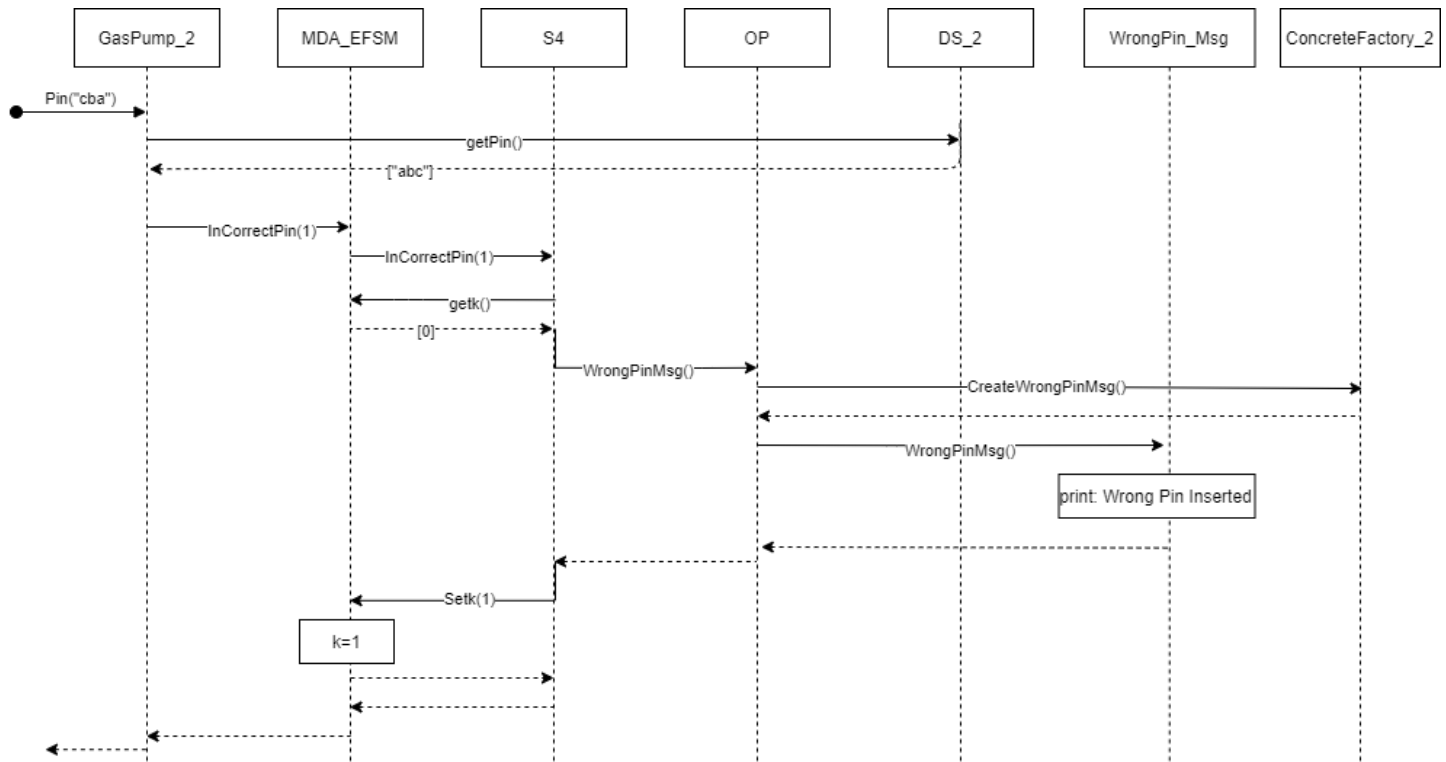 GasPump_2
MDA_EFSM
S4
OP
DS_2
WrongPin_Msg
ConcreteFactory_2
Pin("cba")
getPin()
["abc"]
InCorrectPin(1)
InCorrectPin(1)
getk()
[0]
WrongPinMsg()
CreateWrongPinMsg()
WrongPinMsg()
print: Wrong Pin Inserted
Setk(1)
k=1